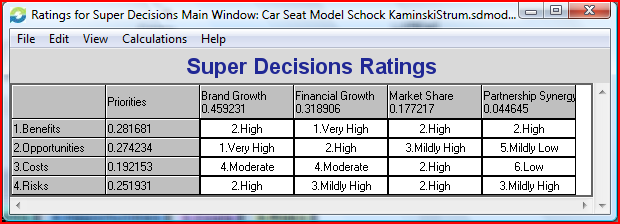 Ratings for Super Decisions Main Window: Car Seat Model Schock KaminskiStrum.sdmod...
File Edit View Calculations Help
Super Decisions Ratings
Priorities Brand Growth 0.459231 Financial Growth 0.318906 Market Share 0.177217 Partnership Synergy 0.044645
1.Benefits 0.281681 2.High 1.Very High 2.High 2.High
2.Opportunities 0.274234 1.Very High 2.High 3.Mildly High 5.Mildly Low
3.Costs 0.192153 4.Moderate 4.Moderate 2.High 6.Low
4.Risks 0.251931 2.High 3.Mildly High 2.High 3.Mildly High